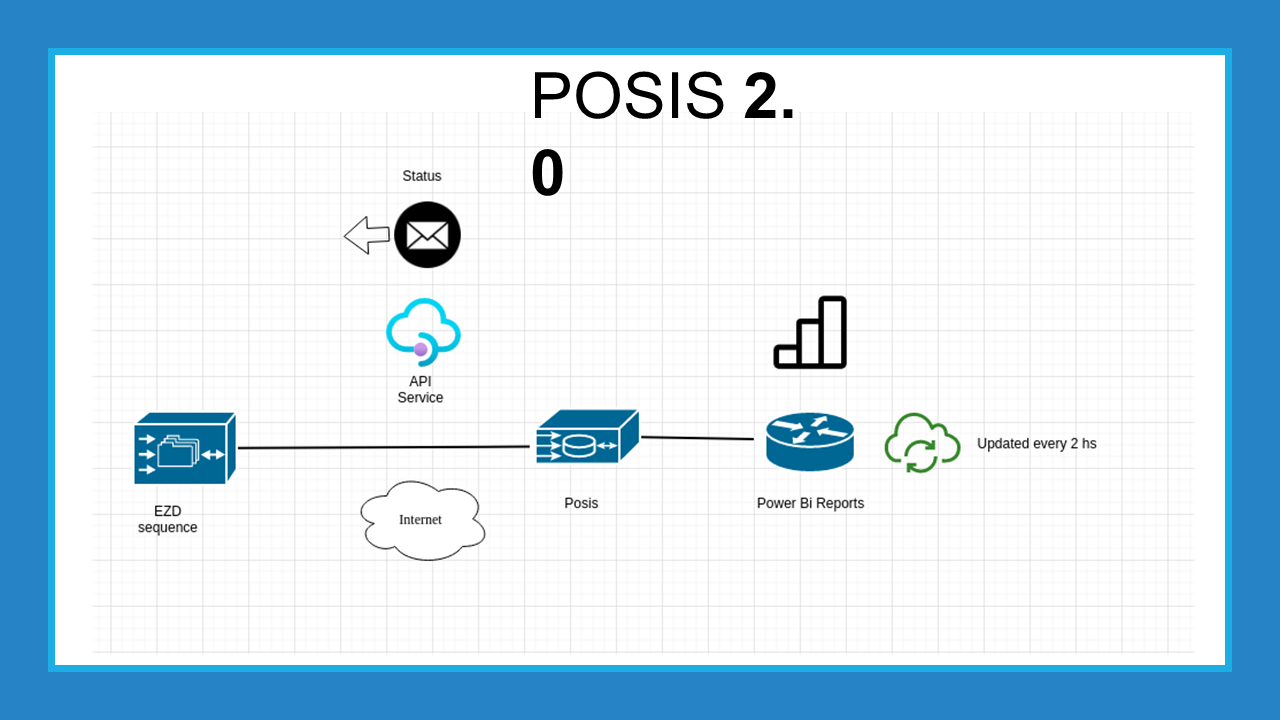 POSIS 2.
0
Status
API
Service
EZD
sequence
Internet
Posis
Power Bi Reports
Updated every 2 hs